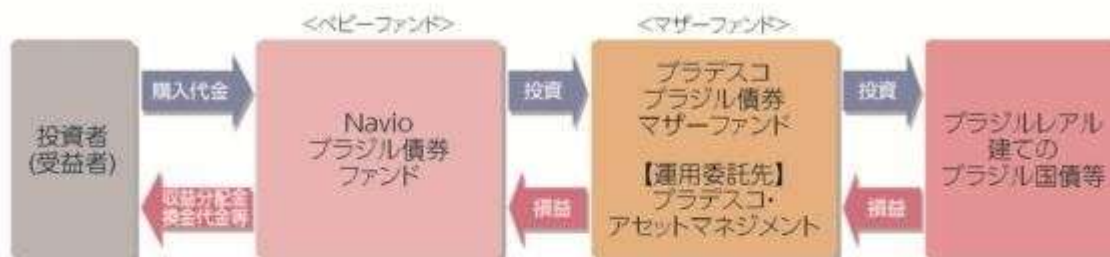 <ベビーファンド>
<マザーファンド>
投資者
(受益者)
購入代金
収益分配金
換金代金等
Navio
ブラジル債券
ファンド
投資
損益
ブラデスコ
ブラジル債券
マザーファンド
【運用委託先】
ブラデスコ・
アセットマネジメント
投資
損益
ブラジルレアル
建ての
ブラジル国債等